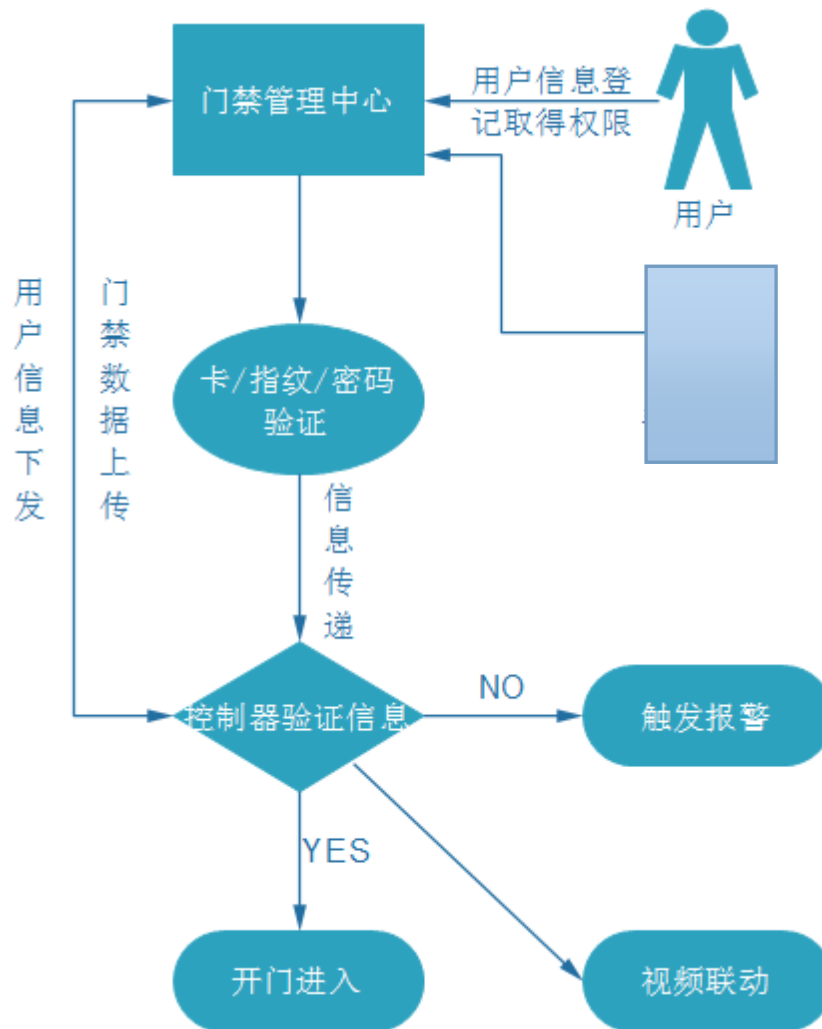 门禁管理中心
用户信息登
记取得权限
用户
用户信息下发
门禁数据上传
卡/指纹/密码
验证
信息传递
控制器验证信息
NO
触发报警
YES
开门进入
视频联动